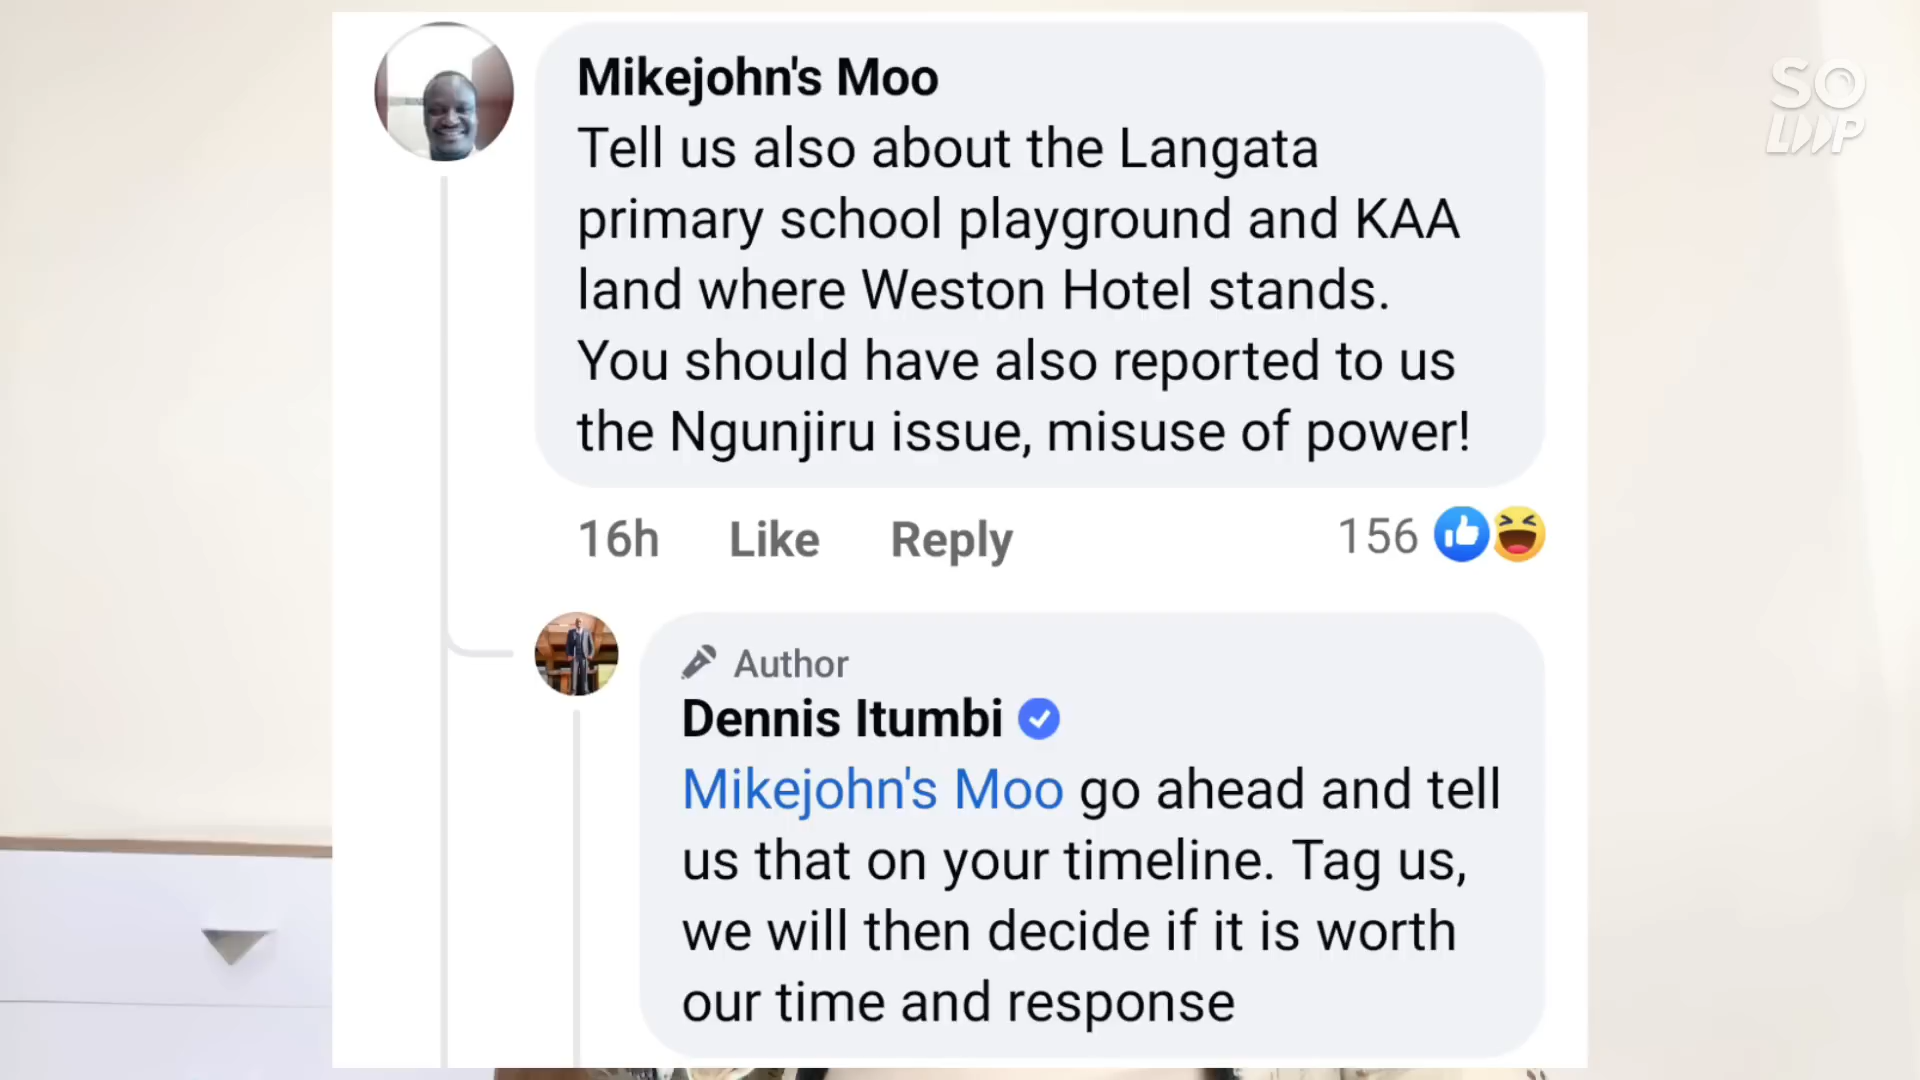 SO
LOOP
Mikejohn's Moo
Tell us also about the Langata
primary school playground and KAA
land where Weston Hotel stands.
You should have also reported to us
the Ngunjiru issue, misuse of power!
16h Like Reply 156
Author
Dennis Itumbi
Mikejohn's Moo go ahead and tell
us that on your timeline. Tag us,
we will then decide if it is worth
our time and response